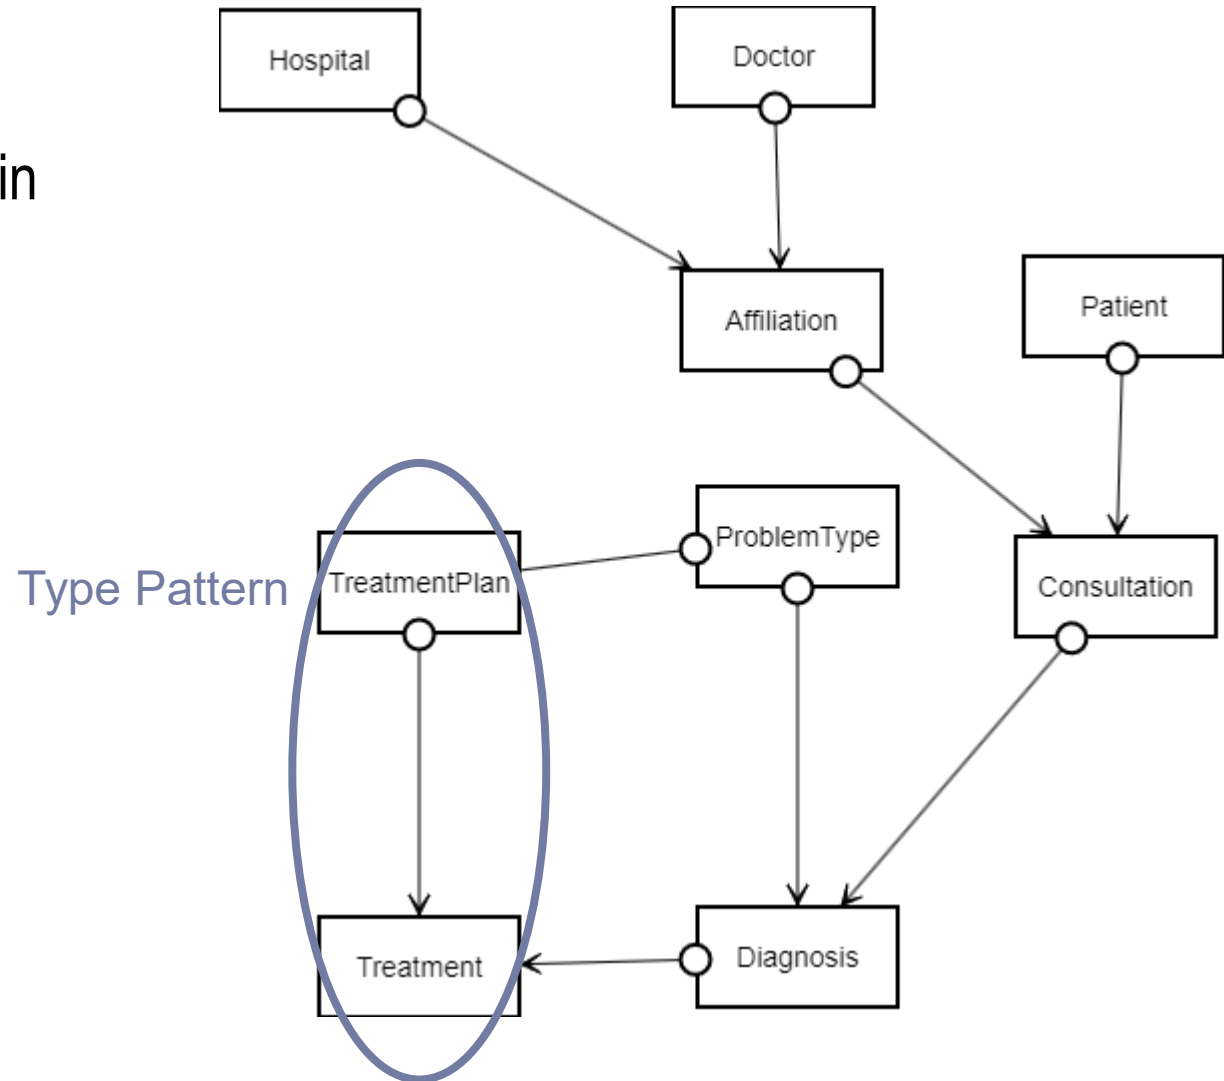 Hospital
Doctor
in
Affiliation
Patient
ProblemType
Type Pattern
TreatmentPlan
Consultation
Treatment
Diagnosis